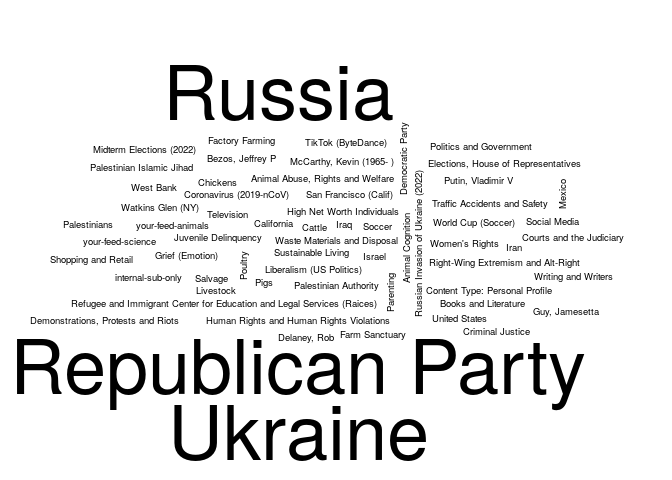 Russia
Democratic Party
Factory Farming
TikTok (ByteDance)
Midterm Elections (2022)
Politics and Government
Bezos, Jeffrey P
McCarthy, Kevin (1965- )
Elections, House of Representatives
Palestinian Islamic Jihad
Animal Abuse, Rights and Welfare
Putin, Vladimir V
Chickens
West Bank
Coronavirus (2019-nCoV)
San Francisco (Calif)
Mexico
Traffic Accidents and Safety
Watkins Glen (NY)
Television
High Net Worth Individuals
Russian Invasion of Ukraine (2022)
World Cup (Soccer)
Social Media
Palestinians
your-feed-animals
California
Cattle
Iraq
Soccer
Animal Cognition
Juvenile Delinquency
Waste Materials and Disposal
Courts and the Judiciary
your-feed-science
Women's Rights
Iran
Grief (Emotion)
Sustainable Living
Israel
Shopping and Retail
Poultry
Right-Wing Extremism and Alt-Right
Liberalism (US Politics)
internal-sub-only
Salvage
Pigs
Palestinian Authority
Parenting
Writing and Writers
Livestock
Content Type: Personal Profile
Refugee and Immigrant Center for Education and Legal Services (Raices)
Books and Literature
Guy, Jamesetta
Demonstrations, Protests and Riots
Human Rights and Human Rights Violations
United States
Criminal Justice
Delaney, Rob
Farm Sanctuary
Republican Party
Ukraine